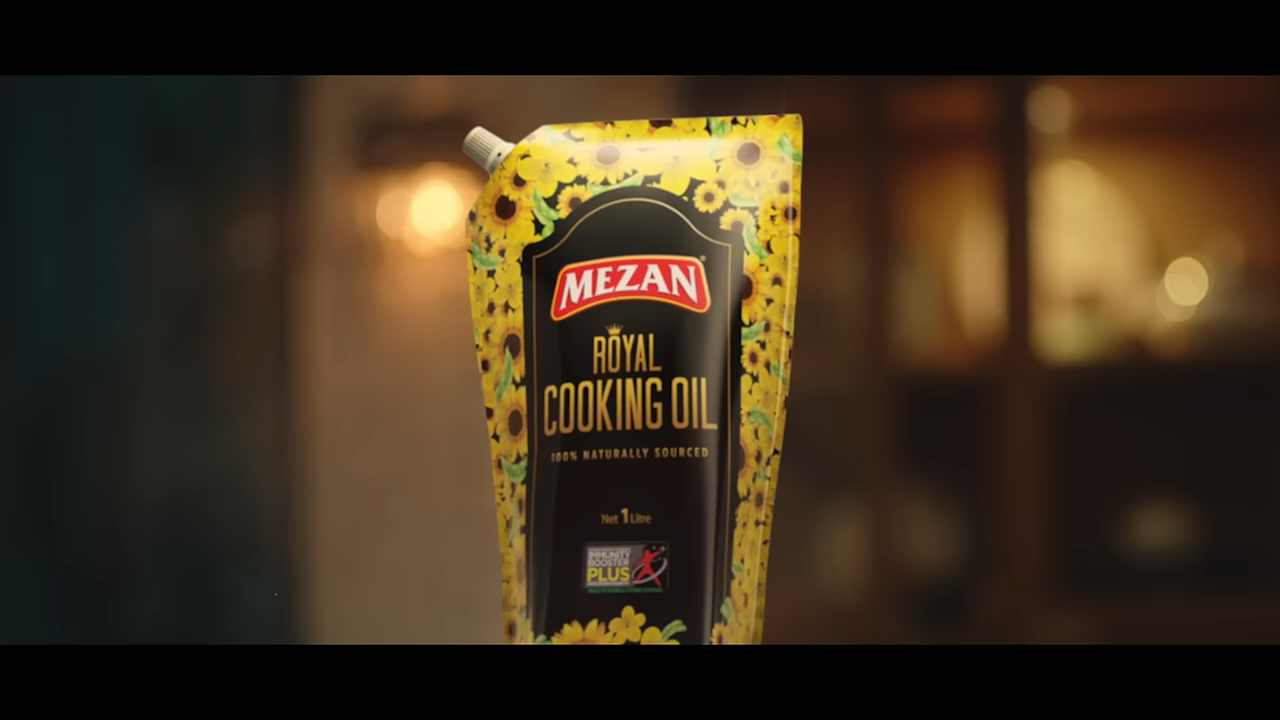 MEZAN®
ROYAL
COOKING OIL
100% NATURALLY SOURCED
Net 1 Litre
IMMUNITY
BOOSTER
PLUS